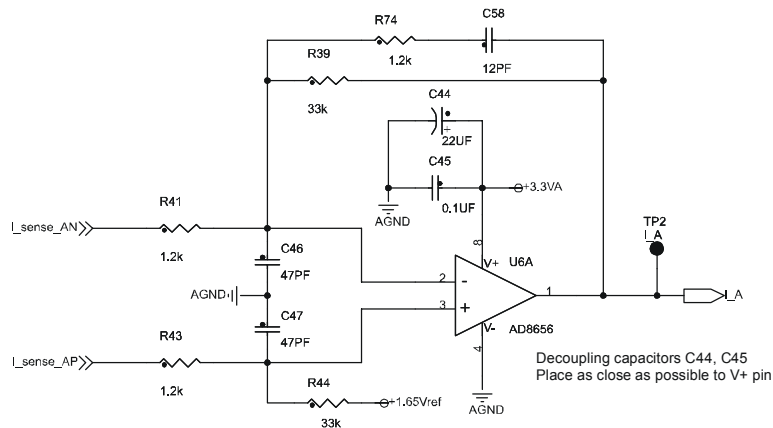 R74
C58
1.2k
12PF
R39
33k
C44
22UF
C45
0.1UF
+3.3VA
AGND
R41
I_sense_AN
1.2k
C46
47PF
AGND
C47
47PF
R43
I_sense_AP
1.2k
R44
33k
+1.65Vref
8
V+
U6A
2
-
3
+
1
V-
AD8656
4
AGND
TP2
I_A
I_A
Decoupling capacitors C44, C45
Place as close as possible to V+ pin